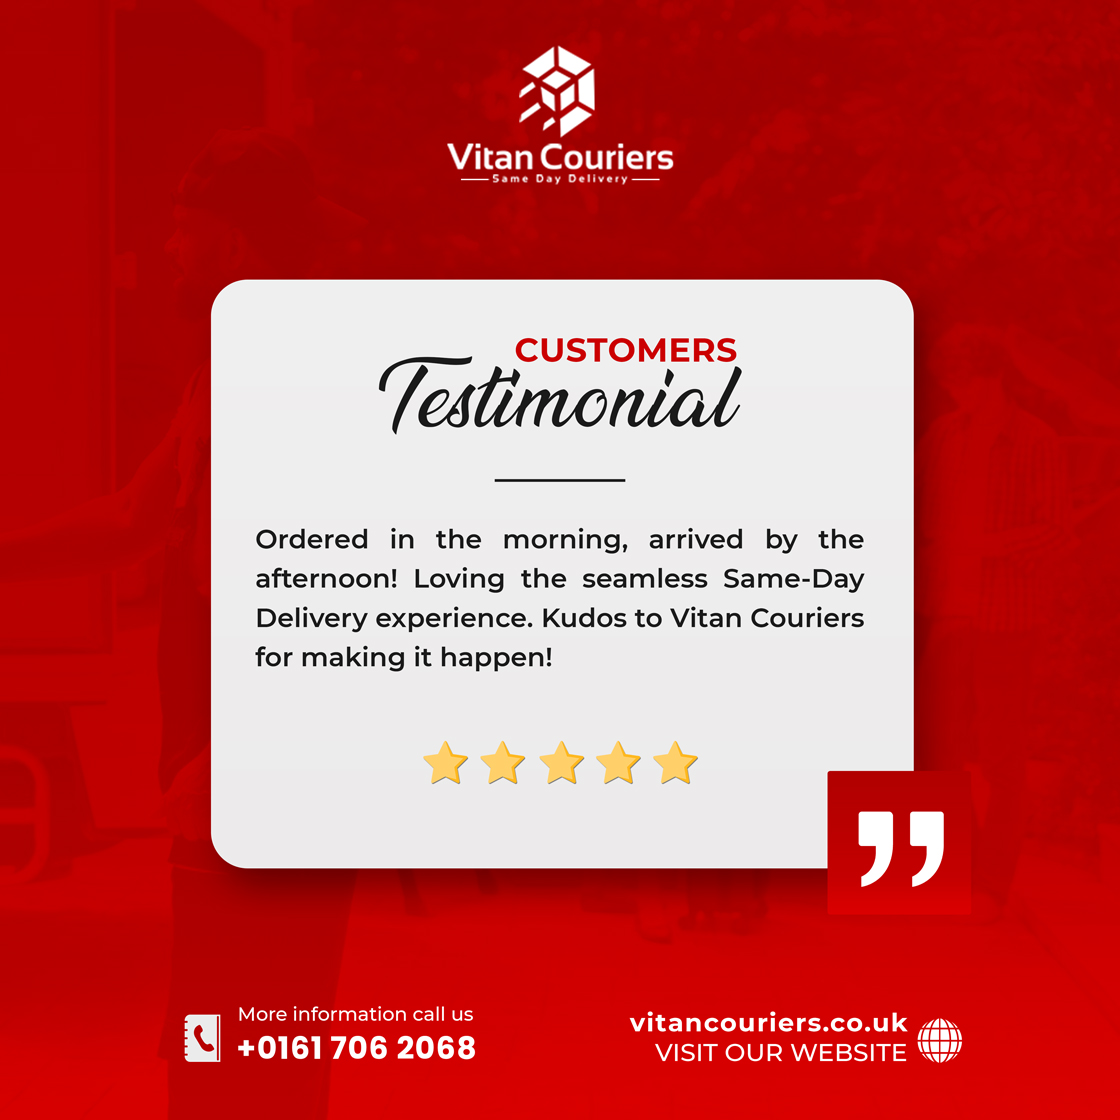 Vitan Couriers
Same Day Delivery
CUSTOMERS
Testimonial
Ordered in the morning, arrived by the
afternoon! Loving the seamless Same-Day
Delivery experience. Kudos to Vitan Couriers
for making it happen!
More information call us
+0161 706 2068
vitancouriers.co.uk
VISIT OUR WEBSITE